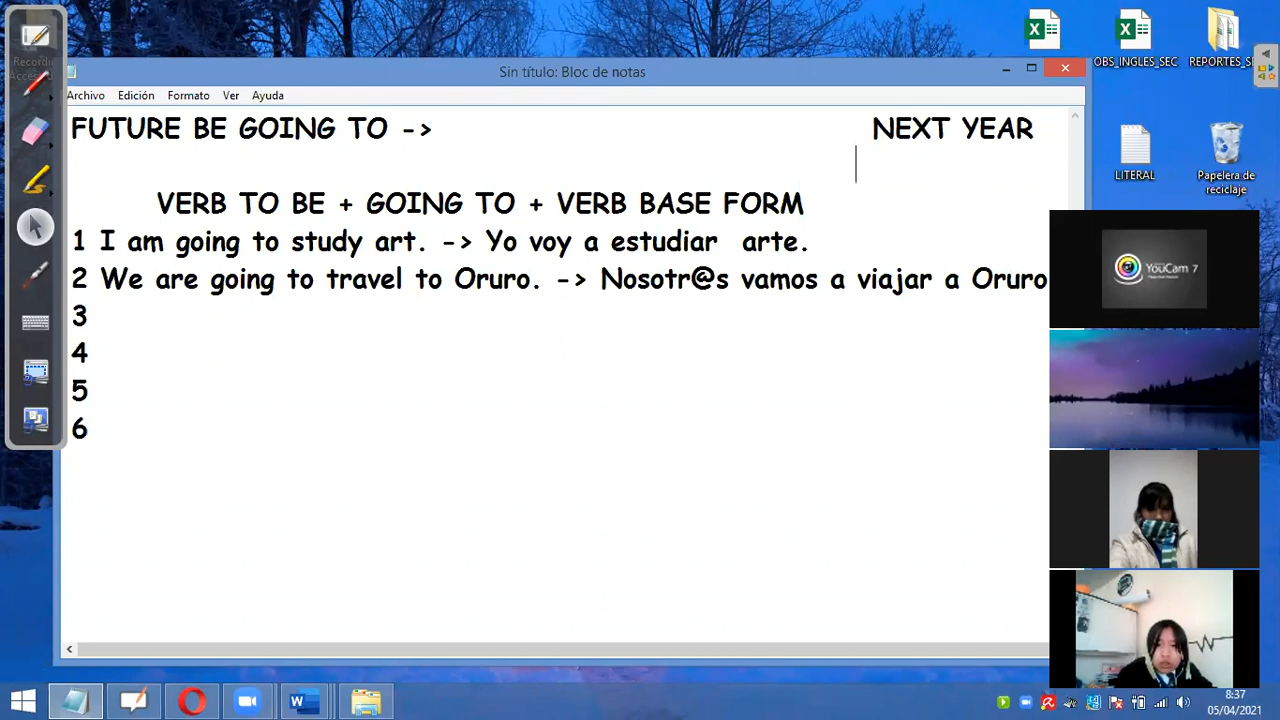 Sin título: Bloc de notas
Archivo Edición Formato Ver Ayuda
FUTURE BE GOING TO -> NEXT YEAR
VERB TO BE + GOING TO + VERB BASE FORM
1 I am going to study art. -> Yo voy a estudiar arte.
2 We are going to travel to Oruro. -> Nosotr@s vamos a viajar a Oruro
3
4
5
6
OBS_INGLES_SEC
LITERAL
Papelera de reciclaje
CyberLink
YouCam 7
8:37
05/04/2021